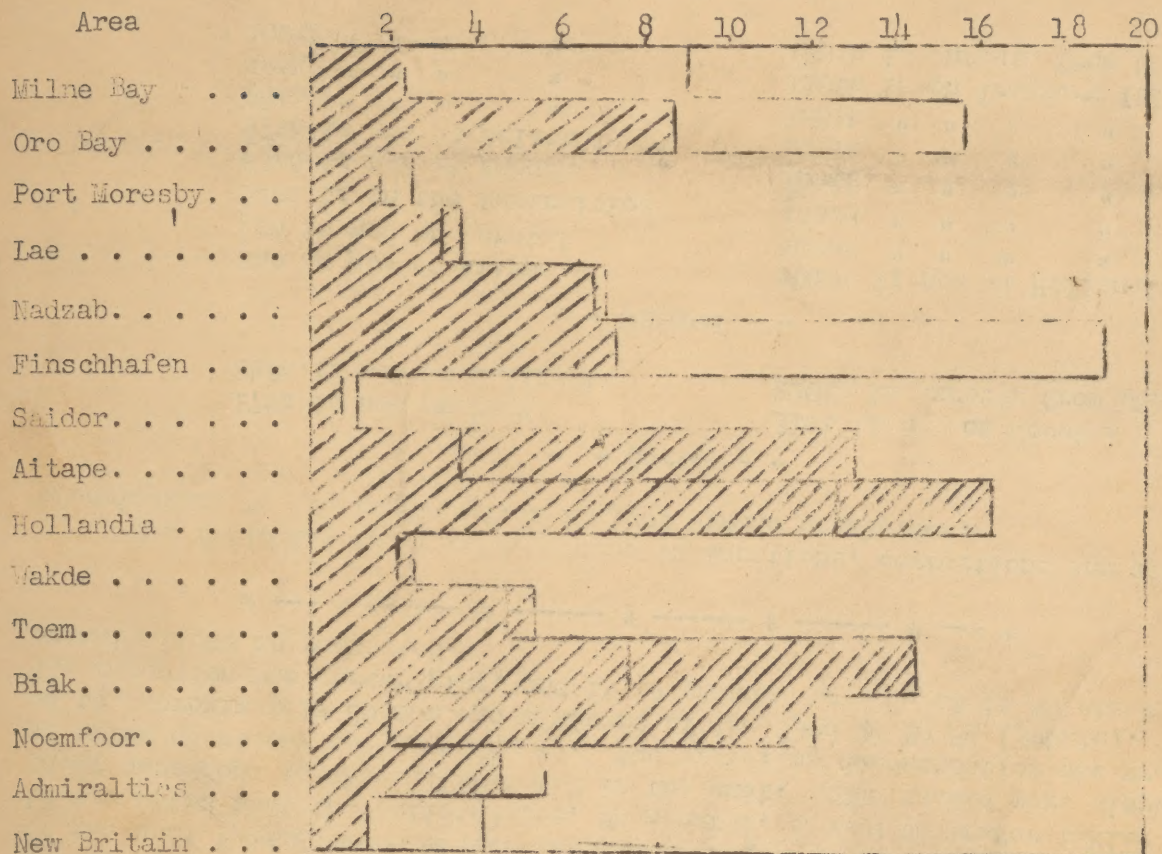 Area 2 4 6 8 10 12 14 16 18 20
Milne Bay . . . .
Oro Bay . . . . .
Port Moresby. . .
Lae . . . . . . .
Nadzab. . . . . .
Finschhafen . . .
Saidor. . . . . .
Aitape. . . . . .
Hollandia . . . .
Wakde . . . . . .
Toem. . . . . . .
Biak. . . . . . .
Noemfoor. . . . .
Admiralties . . .
New Britain . . .